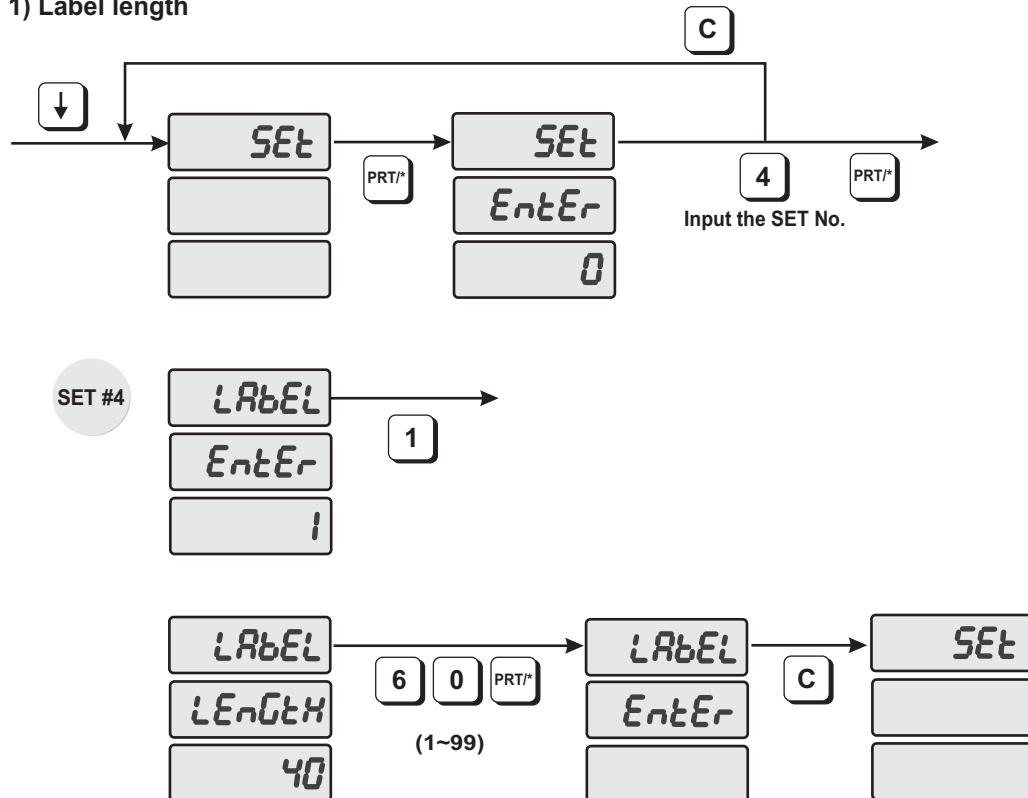 1) Label length
C
↓
SEt
PRT/*
SEt
EntEr
0
4
PRT/*
Input the SET No.
SET #4
LAbEL
EntEr
1
1
LAbEL
LEnGtH
40
6 0 PRT/*
(1~99)
LAbEL
EntEr
C
SEt